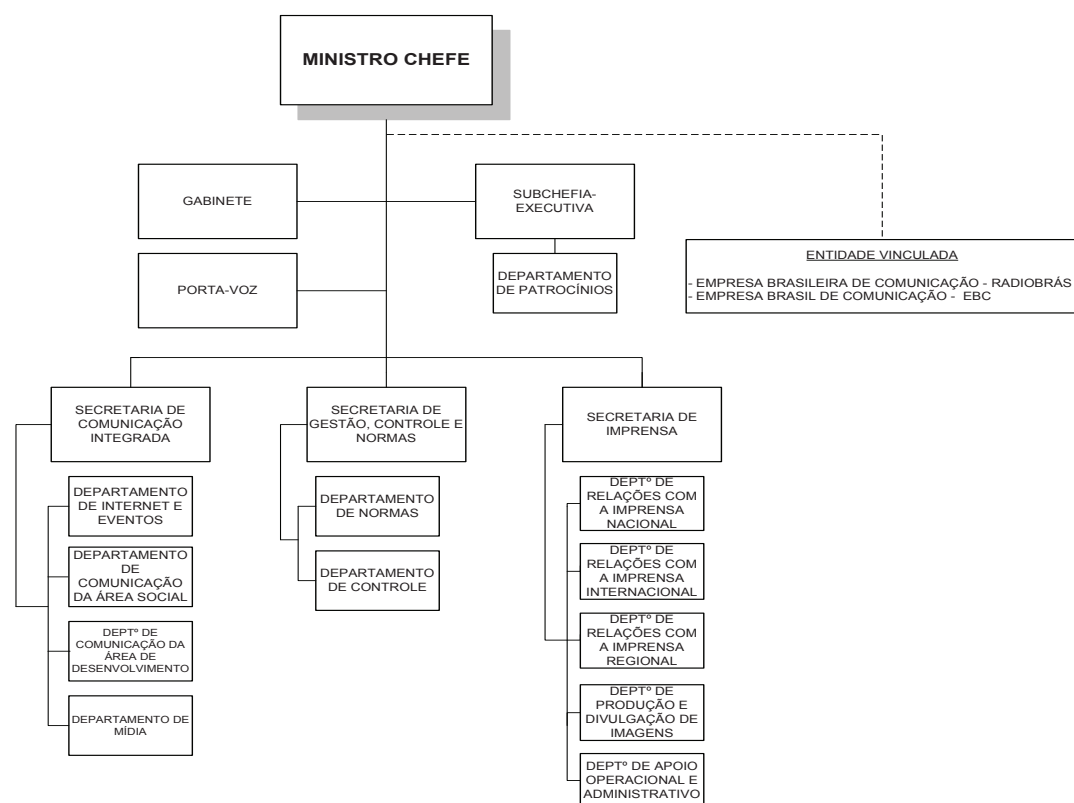 MINISTRO CHEFE
GABINETE
SUBCHEFIA-
EXECUTIVA
PORTA-VOZ
DEPARTAMENTO
DE PATROCÍNIOS
ENTIDADE VINCULADA
- EMPRESA BRASILEIRA DE COMUNICAÇÃO - RADIOBRÁS
- EMPRESA BRASIL DE COMUNICAÇÃO - EBC
SECRETARIA DE
COMUNICAÇÃO
INTEGRADA
DEPARTAMENTO
DE INTERNET E
EVENTOS
DEPARTAMENTO
DE
COMUNICAÇÃO
DA ÁREA SOCIAL
DEPTº DE
COMUNICAÇÃO DA
ÁREA DE
DESENVOLVIMENTO
DEPARTAMENTO DE
MÍDIA
SECRETARIA DE
GESTÃO, CONTROLE E
NORMAS
DEPARTAMENTO
DE NORMAS
DEPARTAMENTO
DE CONTROLE
SECRETARIA DE
IMPRENSA
DEPTº DE
RELAÇÕES COM
A IMPRENSA
NACIONAL
DEPTº DE
RELAÇÕES COM
A IMPRENSA
INTERNACIONAL
DEPTº DE
RELAÇÕES COM
A IMPRENSA
REGIONAL
DEPTº DE
PRODUÇÃO E
DIVULGAÇÃO DE
IMAGENS
DEPTº DE APOIO
OPERACIONAL E
ADMINISTRATIVO